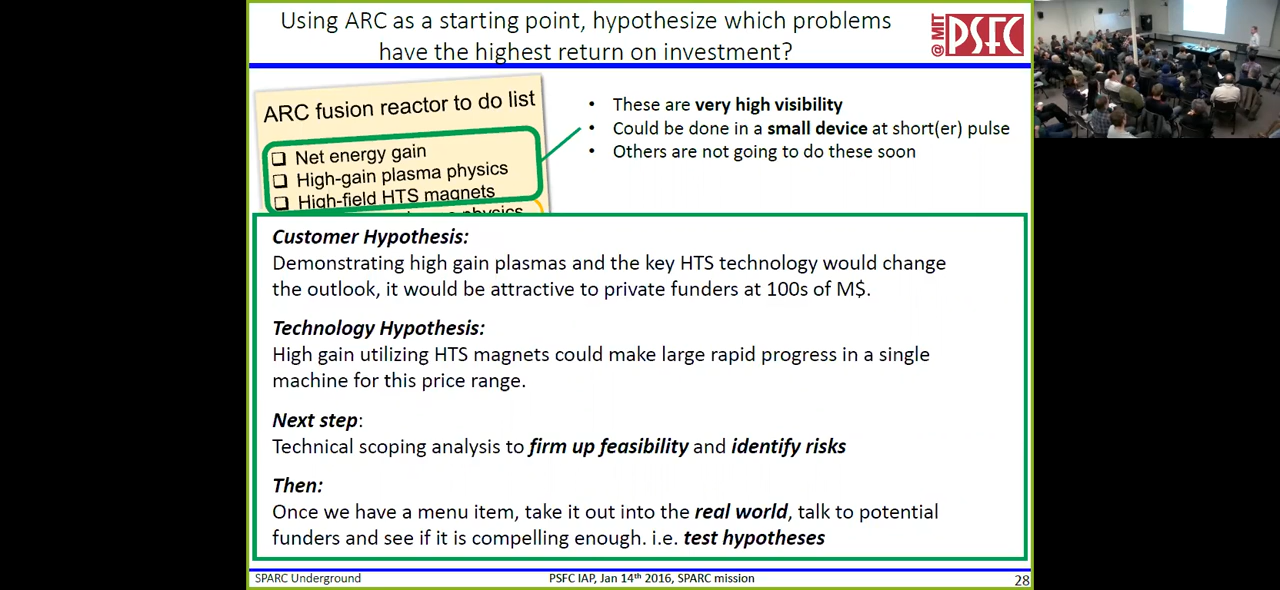 Using ARC as a starting point, hypothesize which problems
have the highest return on investment?
@MIT
PSFC
ARC fusion reactor to do list
Net energy gain
High-gain plasma physics
High-field HTS magnets
physics
• These are very high visibility
• Could be done in a small device at short(er) pulse
• Others are not going to do these soon
Customer Hypothesis:
Demonstrating high gain plasmas and the key HTS technology would change
the outlook, it would be attractive to private funders at 100s of M$.
Technology Hypothesis:
High gain utilizing HTS magnets could make large rapid progress in a single
machine for this price range.
Next step:
Technical scoping analysis to firm up feasibility and identify risks
Then:
Once we have a menu item, take it out into the real world, talk to potential
funders and see if it is compelling enough. i.e. test hypotheses
SPARC Underground
PSFC IAP, Jan 14th 2016, SPARC mission
28